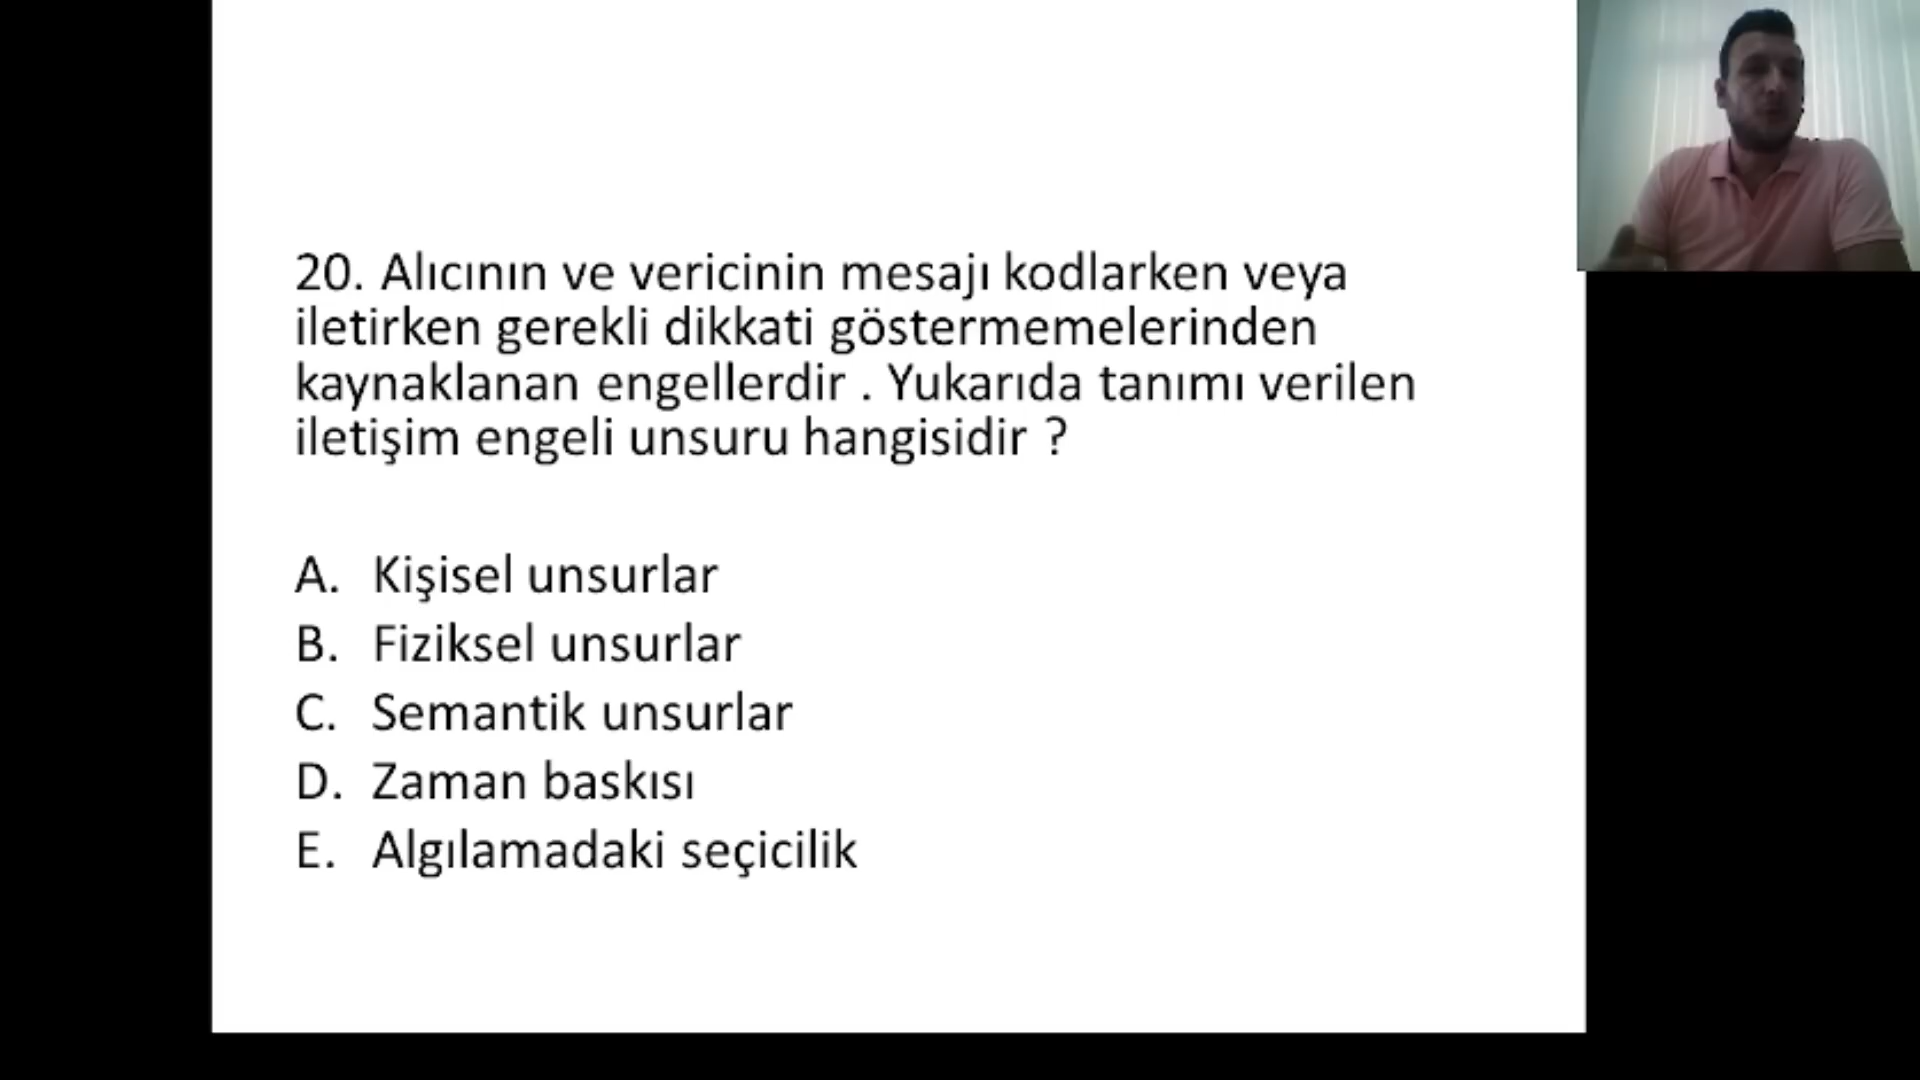 20. Alıcının ve vericinin mesajı kodlarken veya
iletirken gerekli dikkati göstermemelerinden
kaynaklanan engellerdir . Yukarıda tanımı verilen
iletişim engeli unsuru hangisidir ?
A. Kişisel unsurlar
B. Fiziksel unsurlar
C. Semantik unsurlar
D. Zaman baskısı
E. Algılamadaki seçicilik